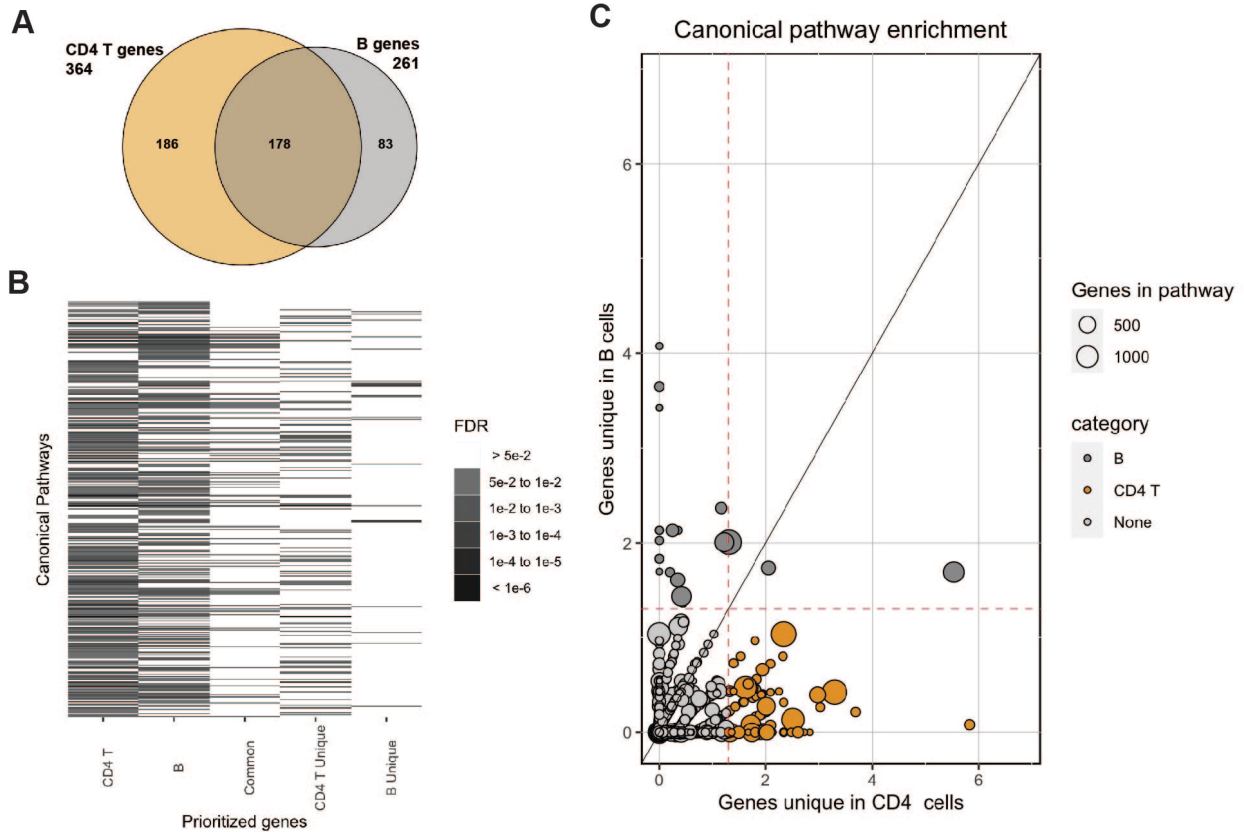 A
CD4 T genes
364
B genes
261
186
178
83
B
Canonical Pathways
CD4 T
B
Common
CD4 T Unique
B Unique
Prioritized genes
FDR
> 5e-2
5e-2 to 1e-2
1e-2 to 1e-3
1e-3 to 1e-4
1e-4 to 1e-5
< 1e-6
C
Canonical pathway enrichment
Genes unique in B cells
6
4
2
0
0
2
4
6
Genes unique in CD4 cells
Genes in pathway
500
1000
category
B
CD4 T
None